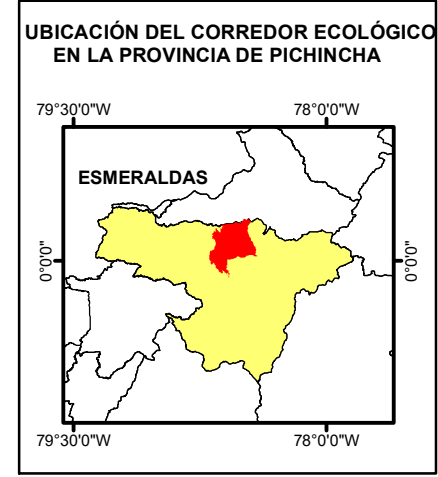 UBICACIÓN DEL CORREDOR ECOLÓGICO
EN LA PROVINCIA DE PICHINCHA
79°30'0"W 78°0'0"W
ESMERALDAS
0°0'0" 0°0'0"
79°30'0"W 78°0'0"W